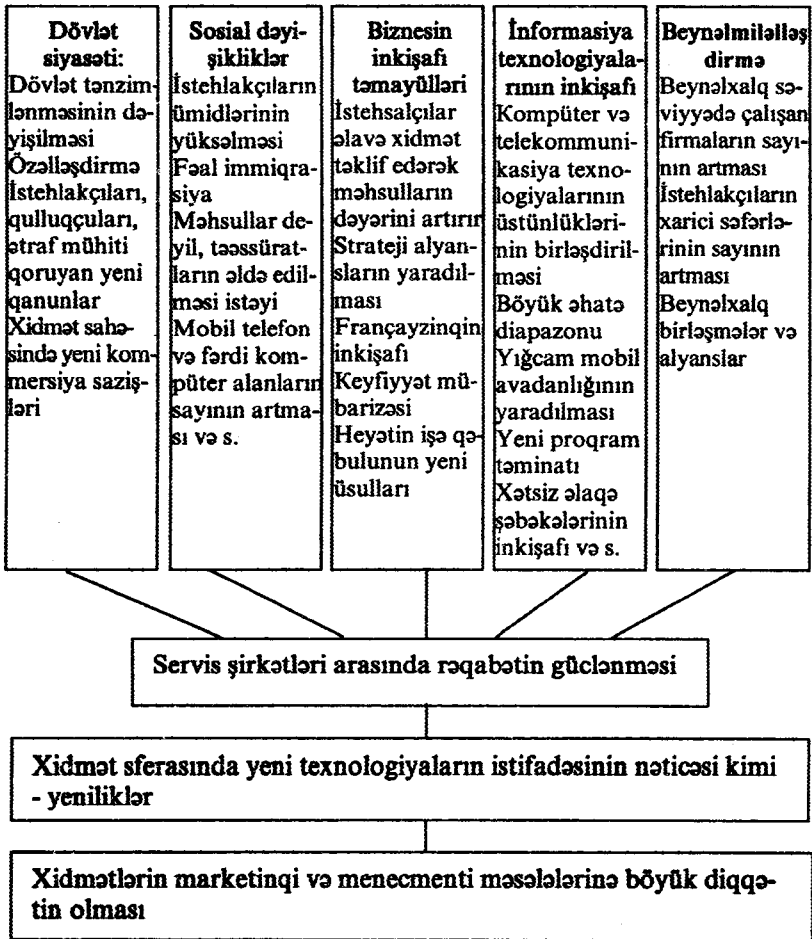 Dövlət
siyasəti:
Dövlət tənzim-
lənməsinin də-
yişilməsi
Özəlləşdirmə
İstehlakçıları,
qulluqçuları,
ətraf mühiti
qoruyan yeni
qanunlar
Xidmət saha-
sində yeni kom-
mersiya saziş-
ləri
Sosial dəyi-
şikliklər
İstehlakçıların
ümidlərinin
yüksəlməsi
Fəal immiqra-
siya
Məhsullar de-
yil, təəssürat-
ların əldə edil-
məsi istəyi
Mobil telefon
və fərdi kom-
püter alanların
sayının artma-
sı və s.
Biznesin
inkişafı
təmayülləri
İstehsalçılar
əlavə xidmət
təklif edərək
məhsulların
dəyərini artırır
Strateji alyan-
sların yaradıl-
ması
Françayzinqin
inkişafı
Keyfiyyət mü-
barizəsi
Heyətin işə qə-
bulunun yeni
üsulları
İnformasiya
texnologiyala-
rının inkişafı
Kompüter və
telekommuni-
kasiya texno-
logiyalarının
üstünlükləri-
nin birləşdiril-
məsi
Böyük əhatə
diapazonu
Yığcam mobil
avadanlığının
yaradılması
Yeni proqram
təminatı
Xətsiz əlaqə
şəbəkələrinin
inkişafı və s.
Beynəlmiləlləş
dirmə
Beynəlxalq sə-
viyyədə çalışan
firmaların sayı-
nın artması
İstehlakçıların
xarici səfərlə-
rinin sayının
artması
Beynəlxalq
birləşmələr və
alyanslar
Servis şirkətləri arasında rəqabətin güclənməsi
Xidmət sferasında yeni texnologiyaların istifadəsinin nəticəsi kimi
- yeniliklər
Xidmətlərin marketinqi və menecmenti məsələlərinə böyük diqqə-
tin olması